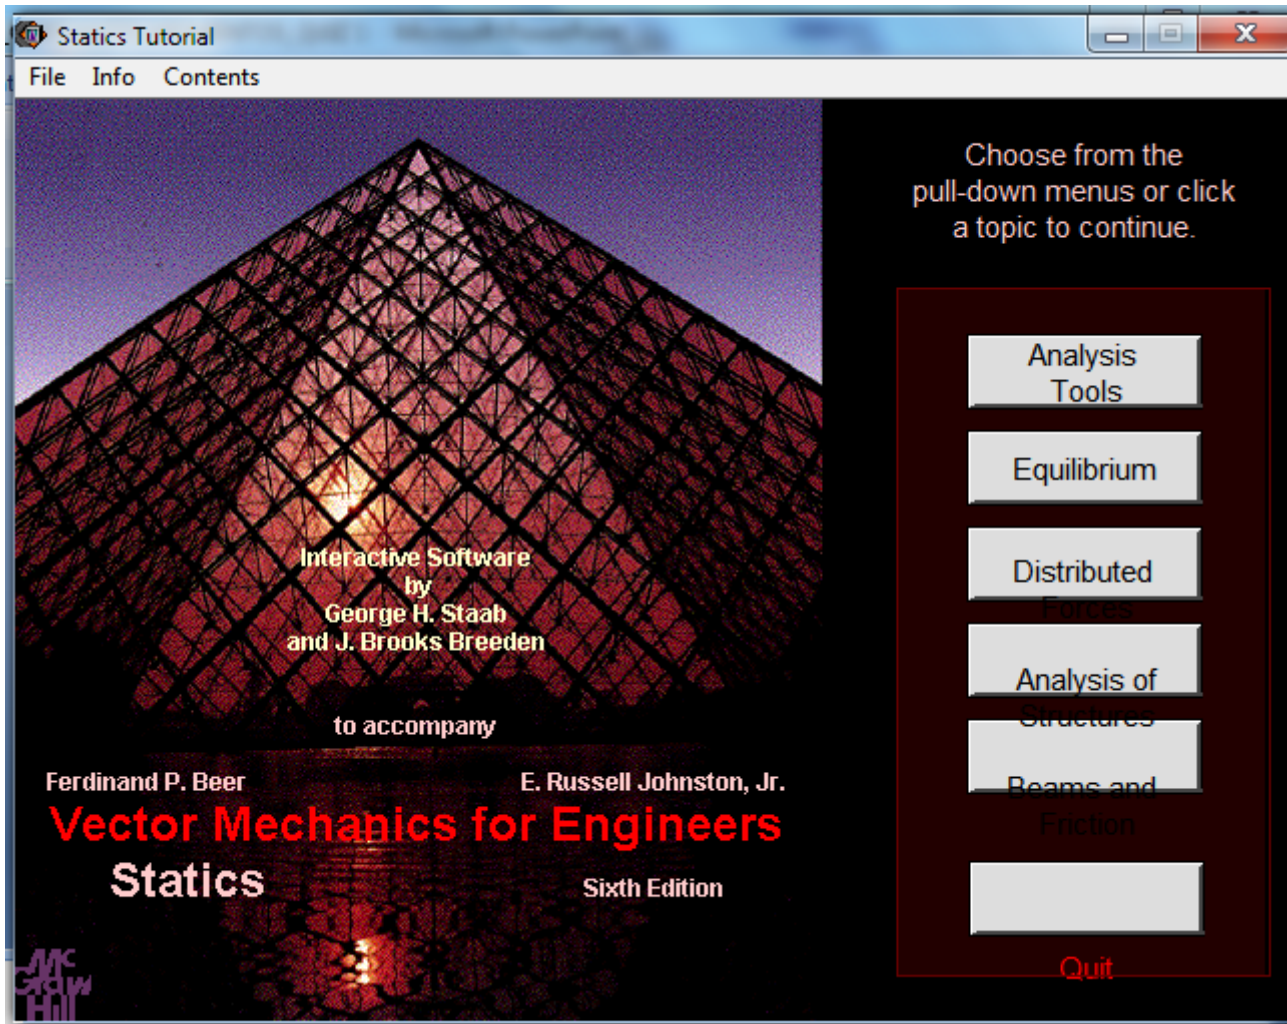 Statics Tutorial
File Info Contents
Choose from the
pull-down menus or click
a topic to continue.
Analysis
Tools
Equilibrium
Distributed
Forces
Analysis of
Structures
Beams and
Friction
Quit
Interactive Software
by
George H. Staab
and J. Brooks Breeden
to accompany
Ferdinand P. Beer E. Russell Johnston, Jr.
Vector Mechanics for Engineers
Statics Sixth Edition
Mc
Graw
Hill